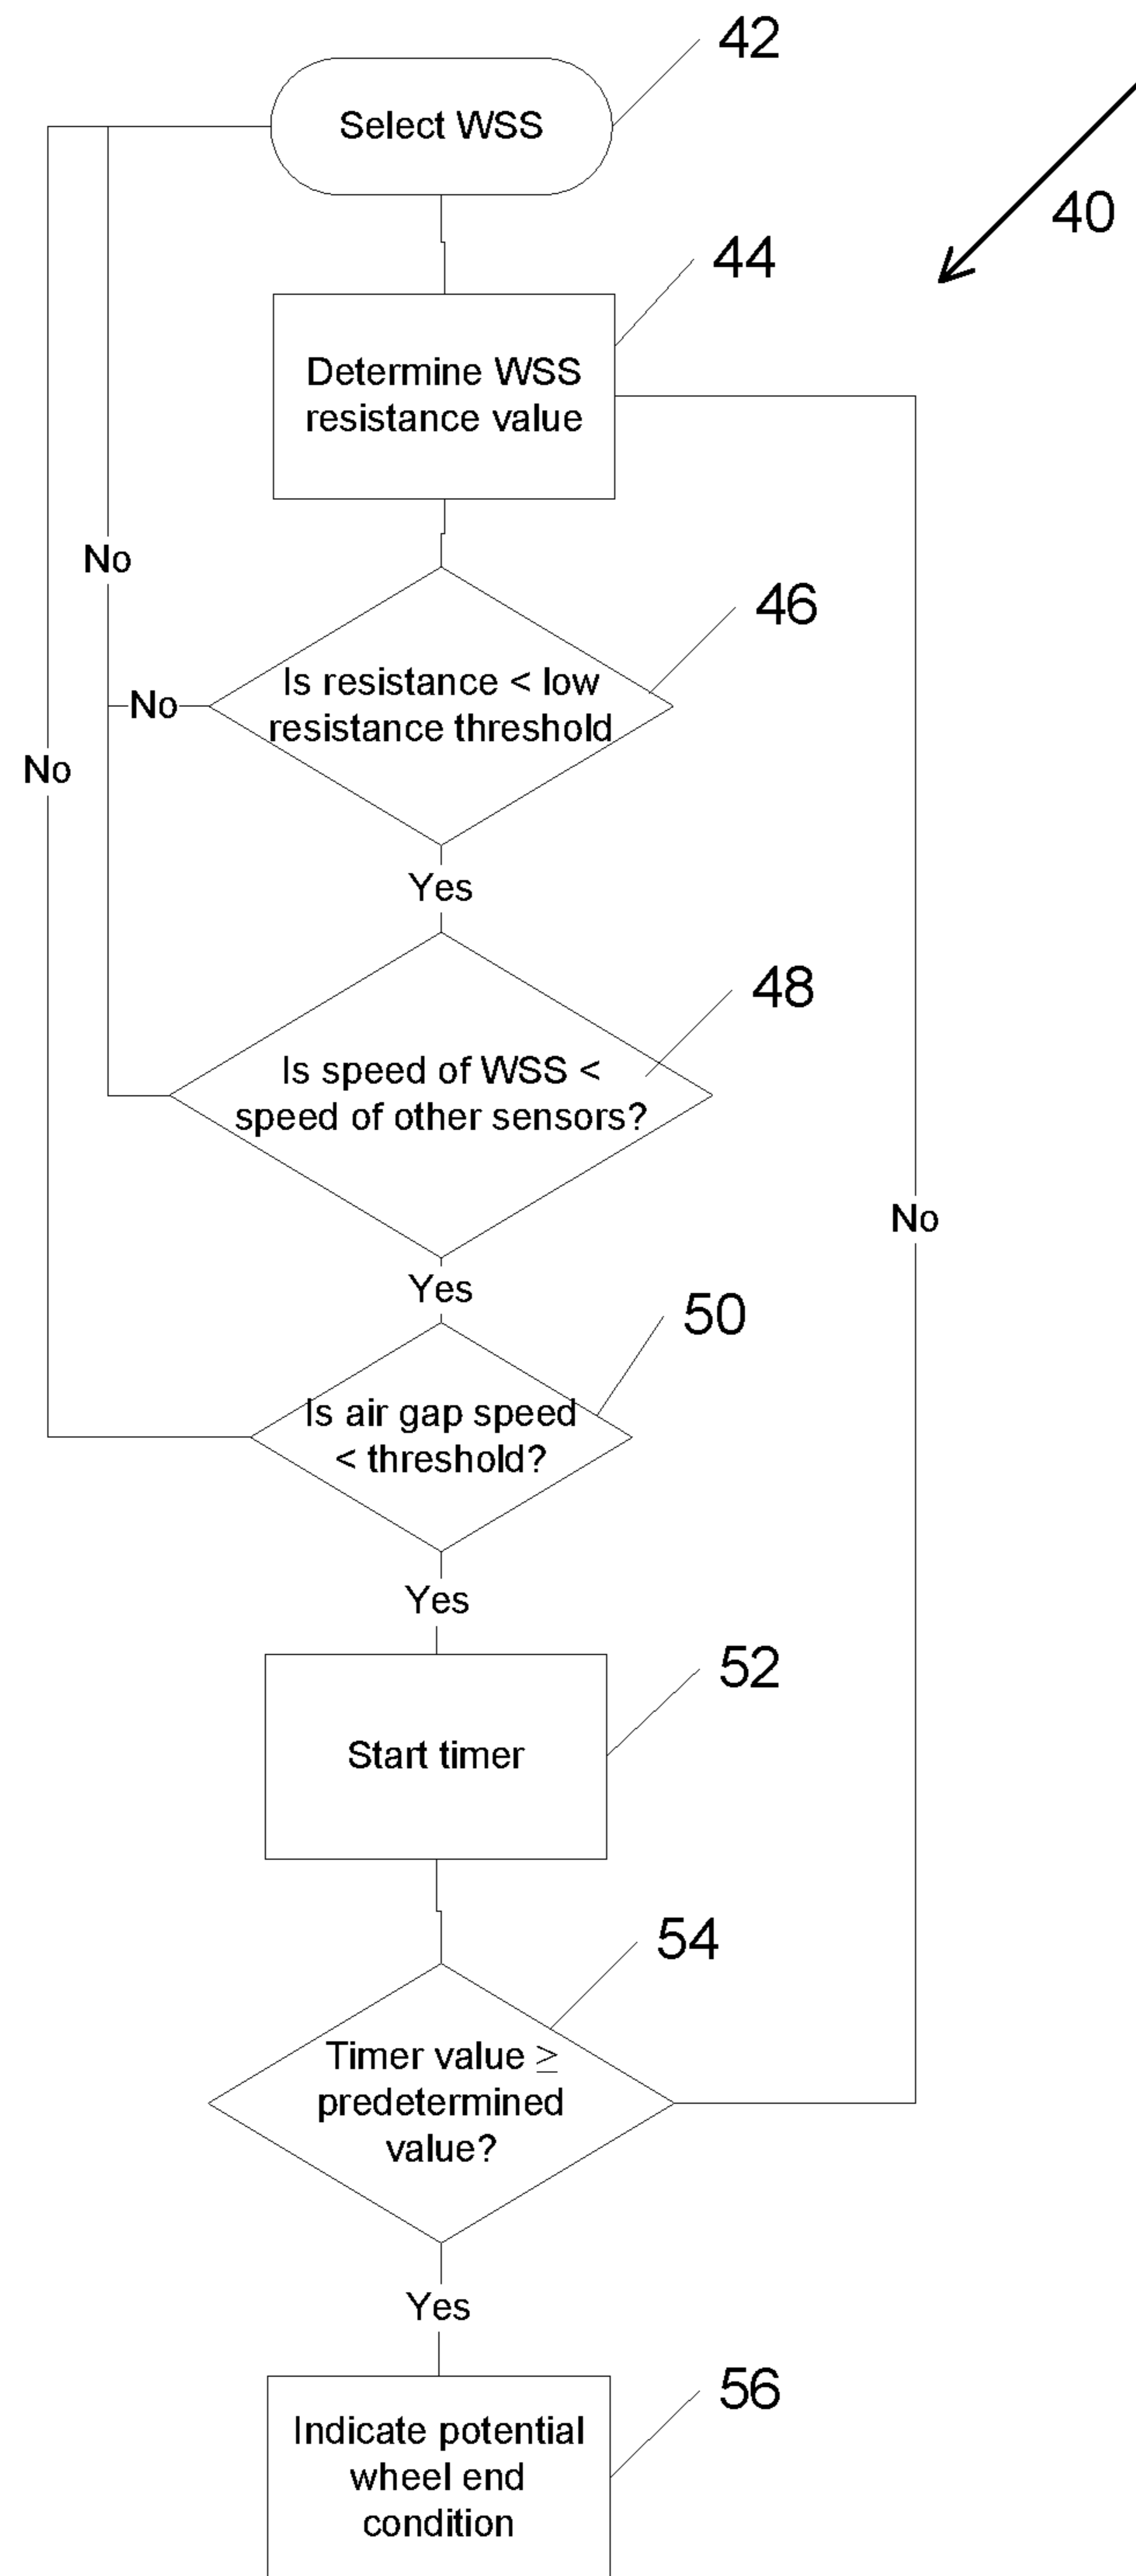 42
Select WSS
40
44
Determine WSS
resistance value
No
46
Is resistance < low
resistance threshold
No
No
Yes
48
Is speed of WSS <
speed of other sensors?
No
Yes
50
Is air gap speed
< threshold?
Yes
52
Start timer
54
Timer value ≥
predetermined
value?
Yes
56
Indicate potential
wheel end
condition